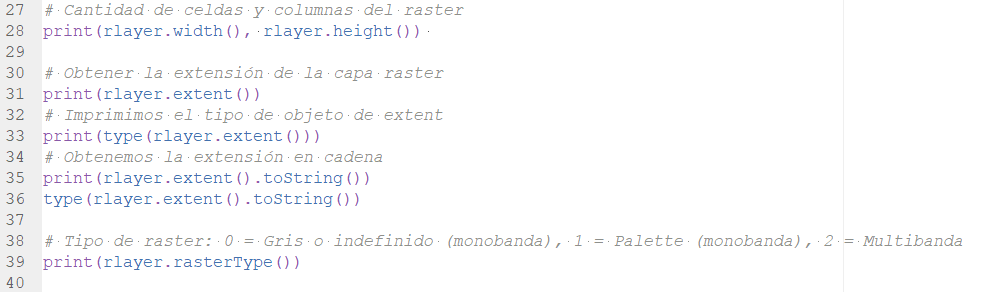 27 # Cantidad de celdas y columnas del raster
28 print(rlayer.width(), rlayer.height())
29
30 # Obtener la extensión de la capa raster
31 print(rlayer.extent())
32 # Imprimimos el tipo de objeto de extent
33 print(type(rlayer.extent()))
34 # Obtenemos la extensión en cadena
35 print(rlayer.extent().toString())
36 type(rlayer.extent().toString())
37
38 # Tipo de raster: 0 = Gris o indefinido (monobanda), 1 = Palette (monobanda), 2 = Multibanda
39 print(rlayer.rasterType())
40